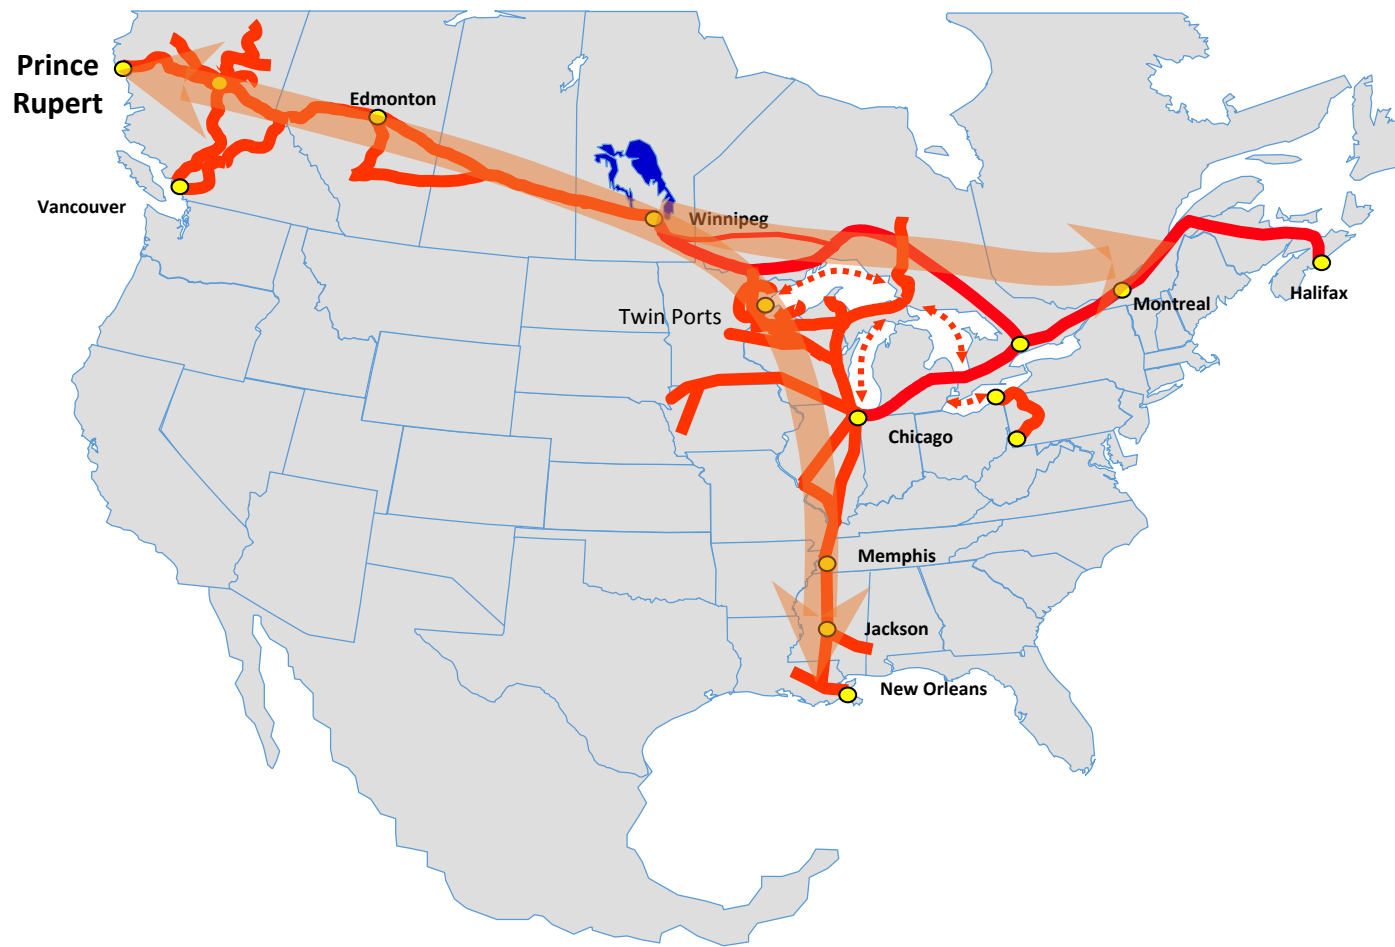 Prince
Rupert
Edmonton
Vancouver
Winnipeg
Twin Ports
Montreal
Halifax
Chicago
Memphis
Jackson
New Orleans